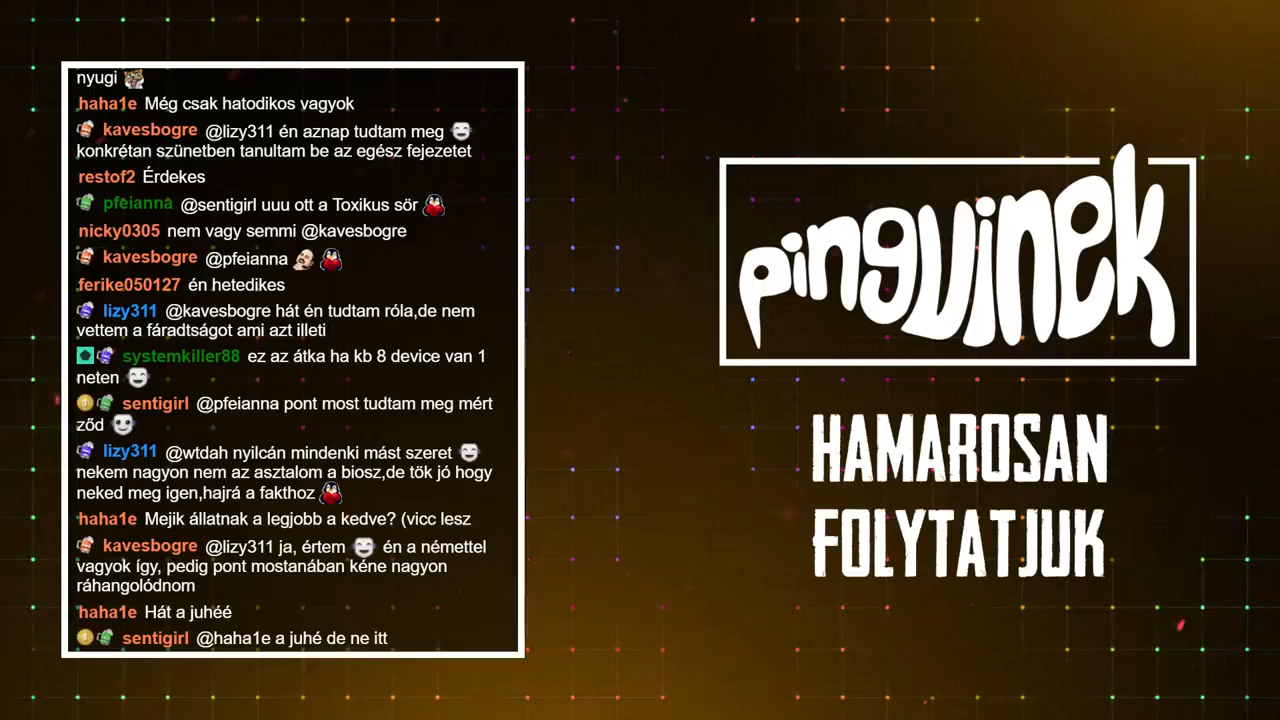 nyugi
haha1e Még csak hatodikos vagyok
kavesbogre @lizy311 én aznap tudtam meg
konkrétan szünetben tanultam be az egész fejezetet
restof2 Érdekes
pfeianna @sentigirl uuu ott a Toxikus sör
nicky0305 nem vagy semmi @kavesbogre
kavesbogre @pfeianna
ferike050127 én hetedikes
lizy311 @kavesbogre hát én tudtam róla,de nem
vettem a fáradtságot ami azt illeti
systemkiller88 ez az átka ha kb 8 device van 1
neten
sentigirl @pfeianna pont most tudtam meg mért
ződ
lizy311 @wtdah nyilcán mindenki mást szeret
nekem nagyon nem az asztalom a biosz,de tök jó hogy
neked meg igen,hajrá a fakthoz
haha1e Mejik állatnak a legjobb a kedve? (vicc lesz
kavesbogre @lizy311 ja, értem én a némettel
vagyok így, pedig pont mostanában kéne nagyon
ráhangolódnom
haha1e Hát a juhéé
sentigirl @haha1e a juhé de ne itt
pingvinek
HAMAROSAN
FOLYTATJUK